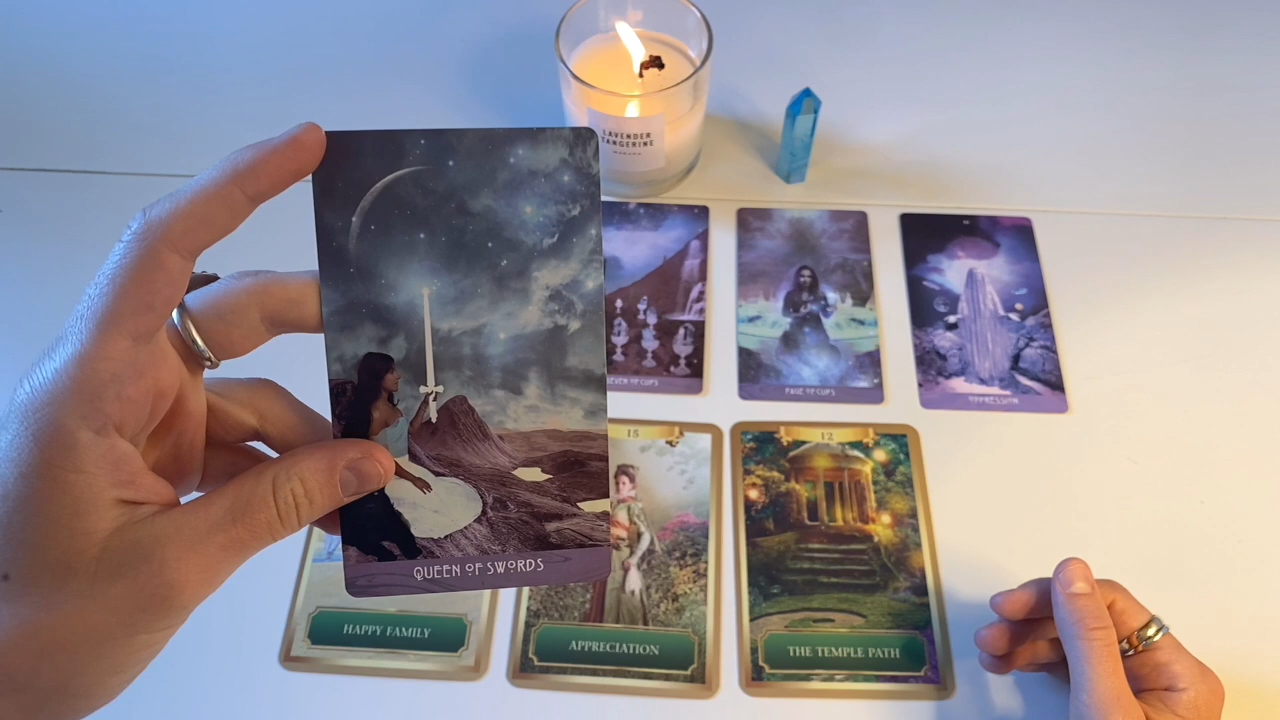 LAVENDER
TANGERINE
SEVEN OF CUPS
PAGE OF CUPS
OPPRESSION
QUEEN OF SWORDS
15
12
HAPPY FAMILY
APPRECIATION
THE TEMPLE PATH